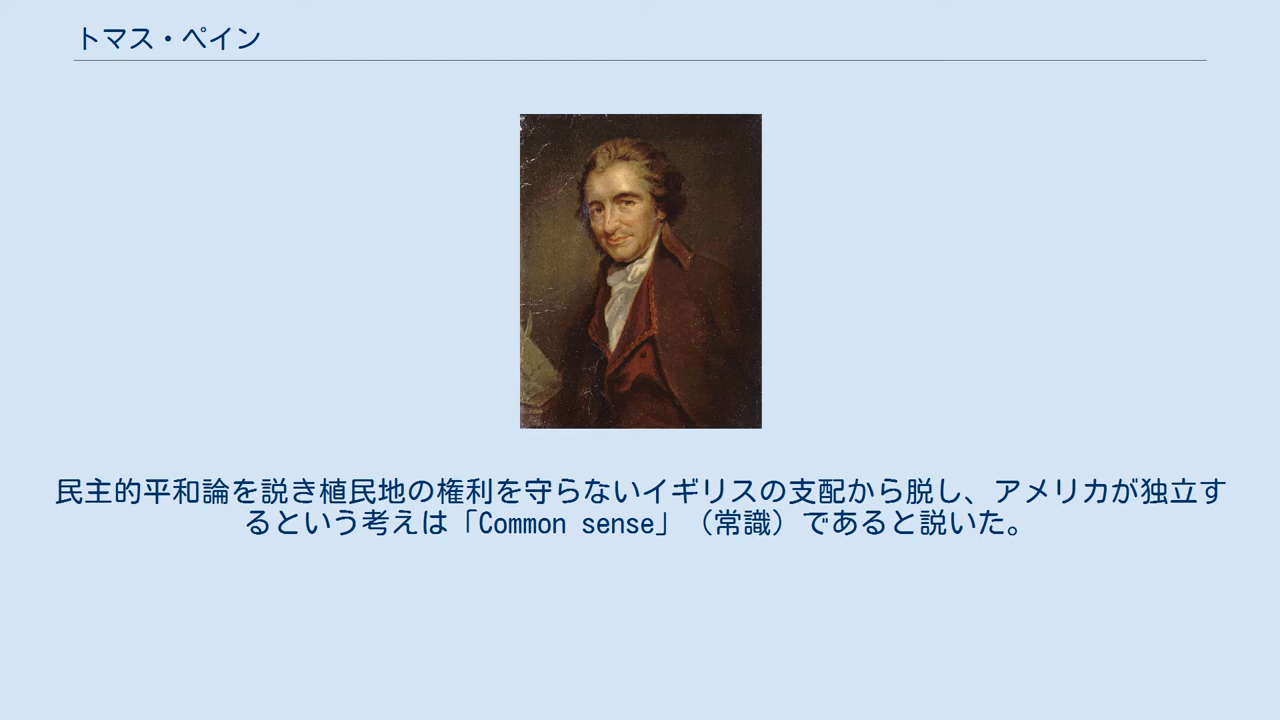 トマス・ペイン
民主的平和論を説き植民地の権利を守らないイギリスの支配から脱し、アメリカが独立す
るという考えは「Common sense」（常識）であると説いた。